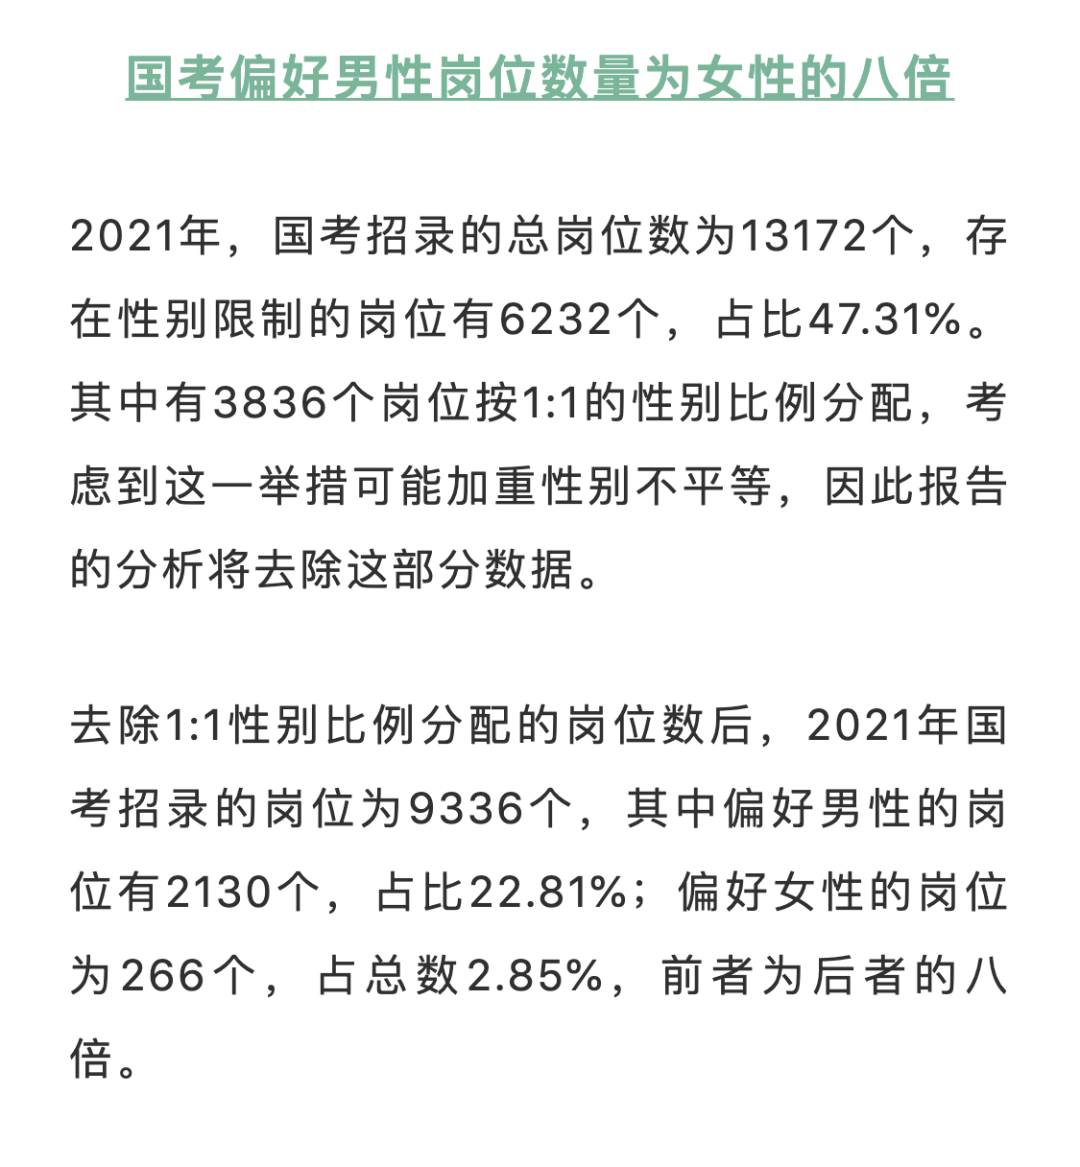 国考偏好男性岗位数量为女性的八倍
2021年，国考招录的总岗位数为13172个，存
在性别限制的岗位有6232个，占比47.31%。
其中有3836个岗位按1:1的性别比例分配，考
虑到这一举措可能加重性别不平等，因此报告
的分析将去除这部分数据。
去除1:1性别比例分配的岗位数后，2021年国
考招录的岗位为9336个，其中偏好男性的岗
位有2130个，占比22.81%；偏好女性的岗位
为266个，占总数2.85%，前者为后者的八
倍。